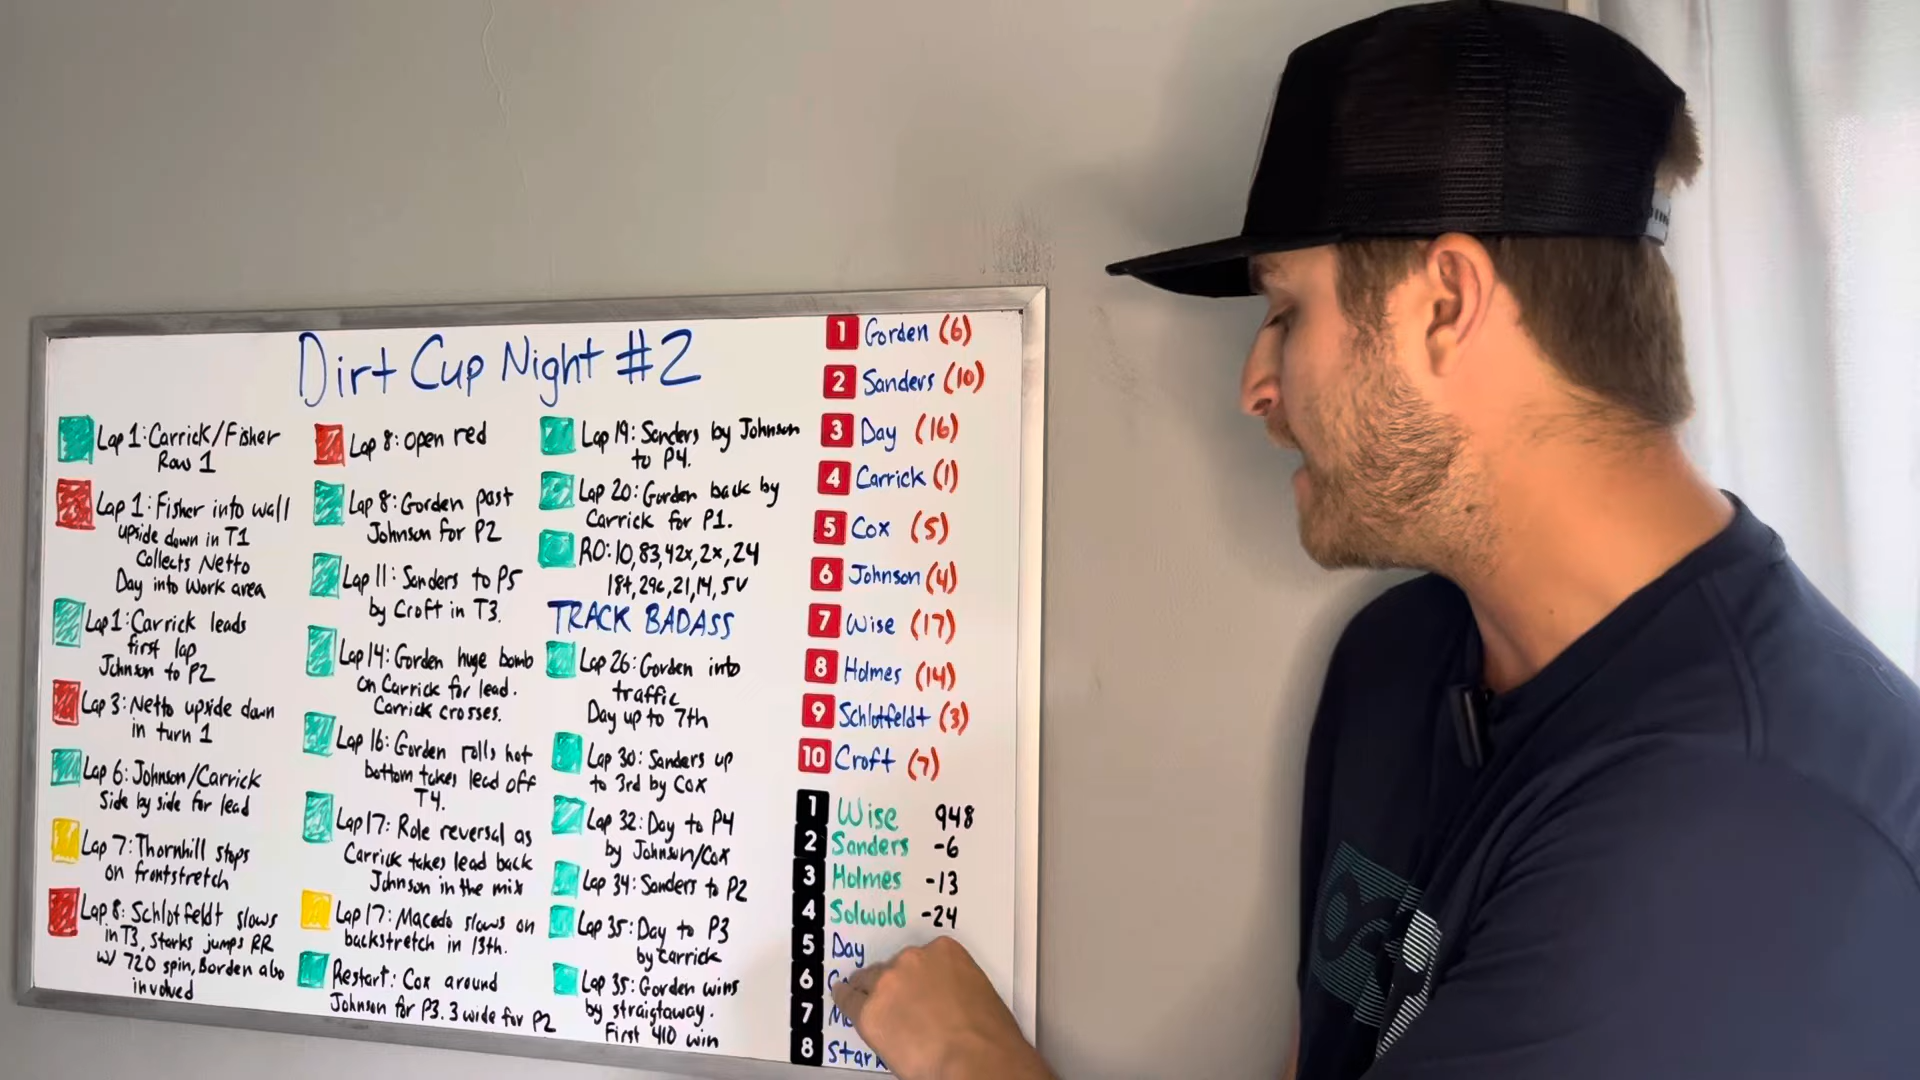 Dirt Cup Night #2
Lap 1: Carrick/Fisher
Row 1
Lap 1: Fisher into wall
upside down in T1
Collects Netto
Day into Work area
Lap 1: Carrick leads
first lap
Johnson to P2
Lap 3: Netto upside down
in turn 1
Lap 6: Johnson/Carrick
Side by side for lead
Lap 7: Thornhill stops
on frontstretch
Lap 8: Schlotfeldt slows
in T3, Starks jumps RR
w/ 720 spin, Borden also
involved
Lap 8: open red
Lap 8: Gorden past
Johnson for P2
Lap 11: Sanders to P5
by Croft in T3.
Lap 14: Gorden huge bomb
on Carrick for lead.
Carrick crosses.
Lap 16: Gorden rolls hot
bottom takes lead off
T4.
Lap 17: Role reversal as
Carrick takes lead back
Johnson in the mix
Lap 17: Macedo slows on
backstretch in 13th.
Restart: Cox around
Johnson for P3. 3 wide for P2
Lap 19: Sanders by Johnson
to P4.
Lap 20: Gorden back by
Carrick for P1.
RO: 10, 83, 42x, 2x, 24
18t, 29c, 21, 14, 5V
TRACK BADASS
Lap 26: Gorden into
traffic
Day up to 7th
Lap 30: Sanders up
to 3rd by Cox
Lap 32: Day to P4
by Johnson/Cox
Lap 34: Sanders to P2
Lap 35: Day to P3
by Carrick
Lap 35: Gorden wins
by straigtaway.
First 410 win
1 Gorden (6)
2 Sanders (10)
3 Day (16)
4 Carrick (1)
5 Cox (5)
6 Johnson (4)
7 Wise (17)
8 Holmes (14)
9 Schlotfeldt (3)
10 Croft (7)
1 Wise 948
2 Sanders -6
3 Holmes -13
4 Solwold -24
5 Day
6
7
8